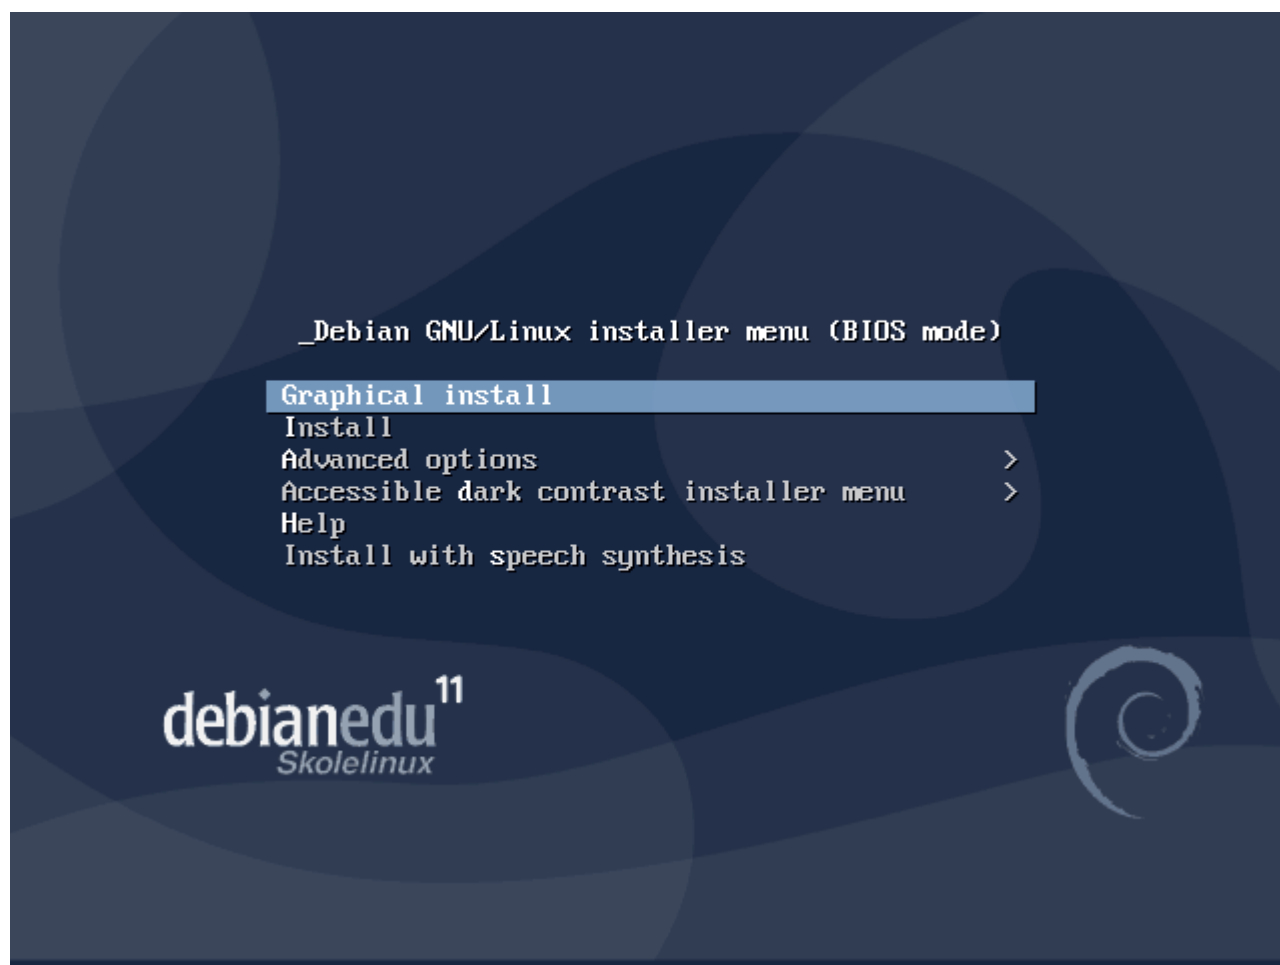 _Debian GNU/Linux installer menu (BIOS mode)
Graphical install
Install
Advanced options >
Accessible dark contrast installer menu >
Help
Install with speech synthesis
debianedu 11
Skolelinux